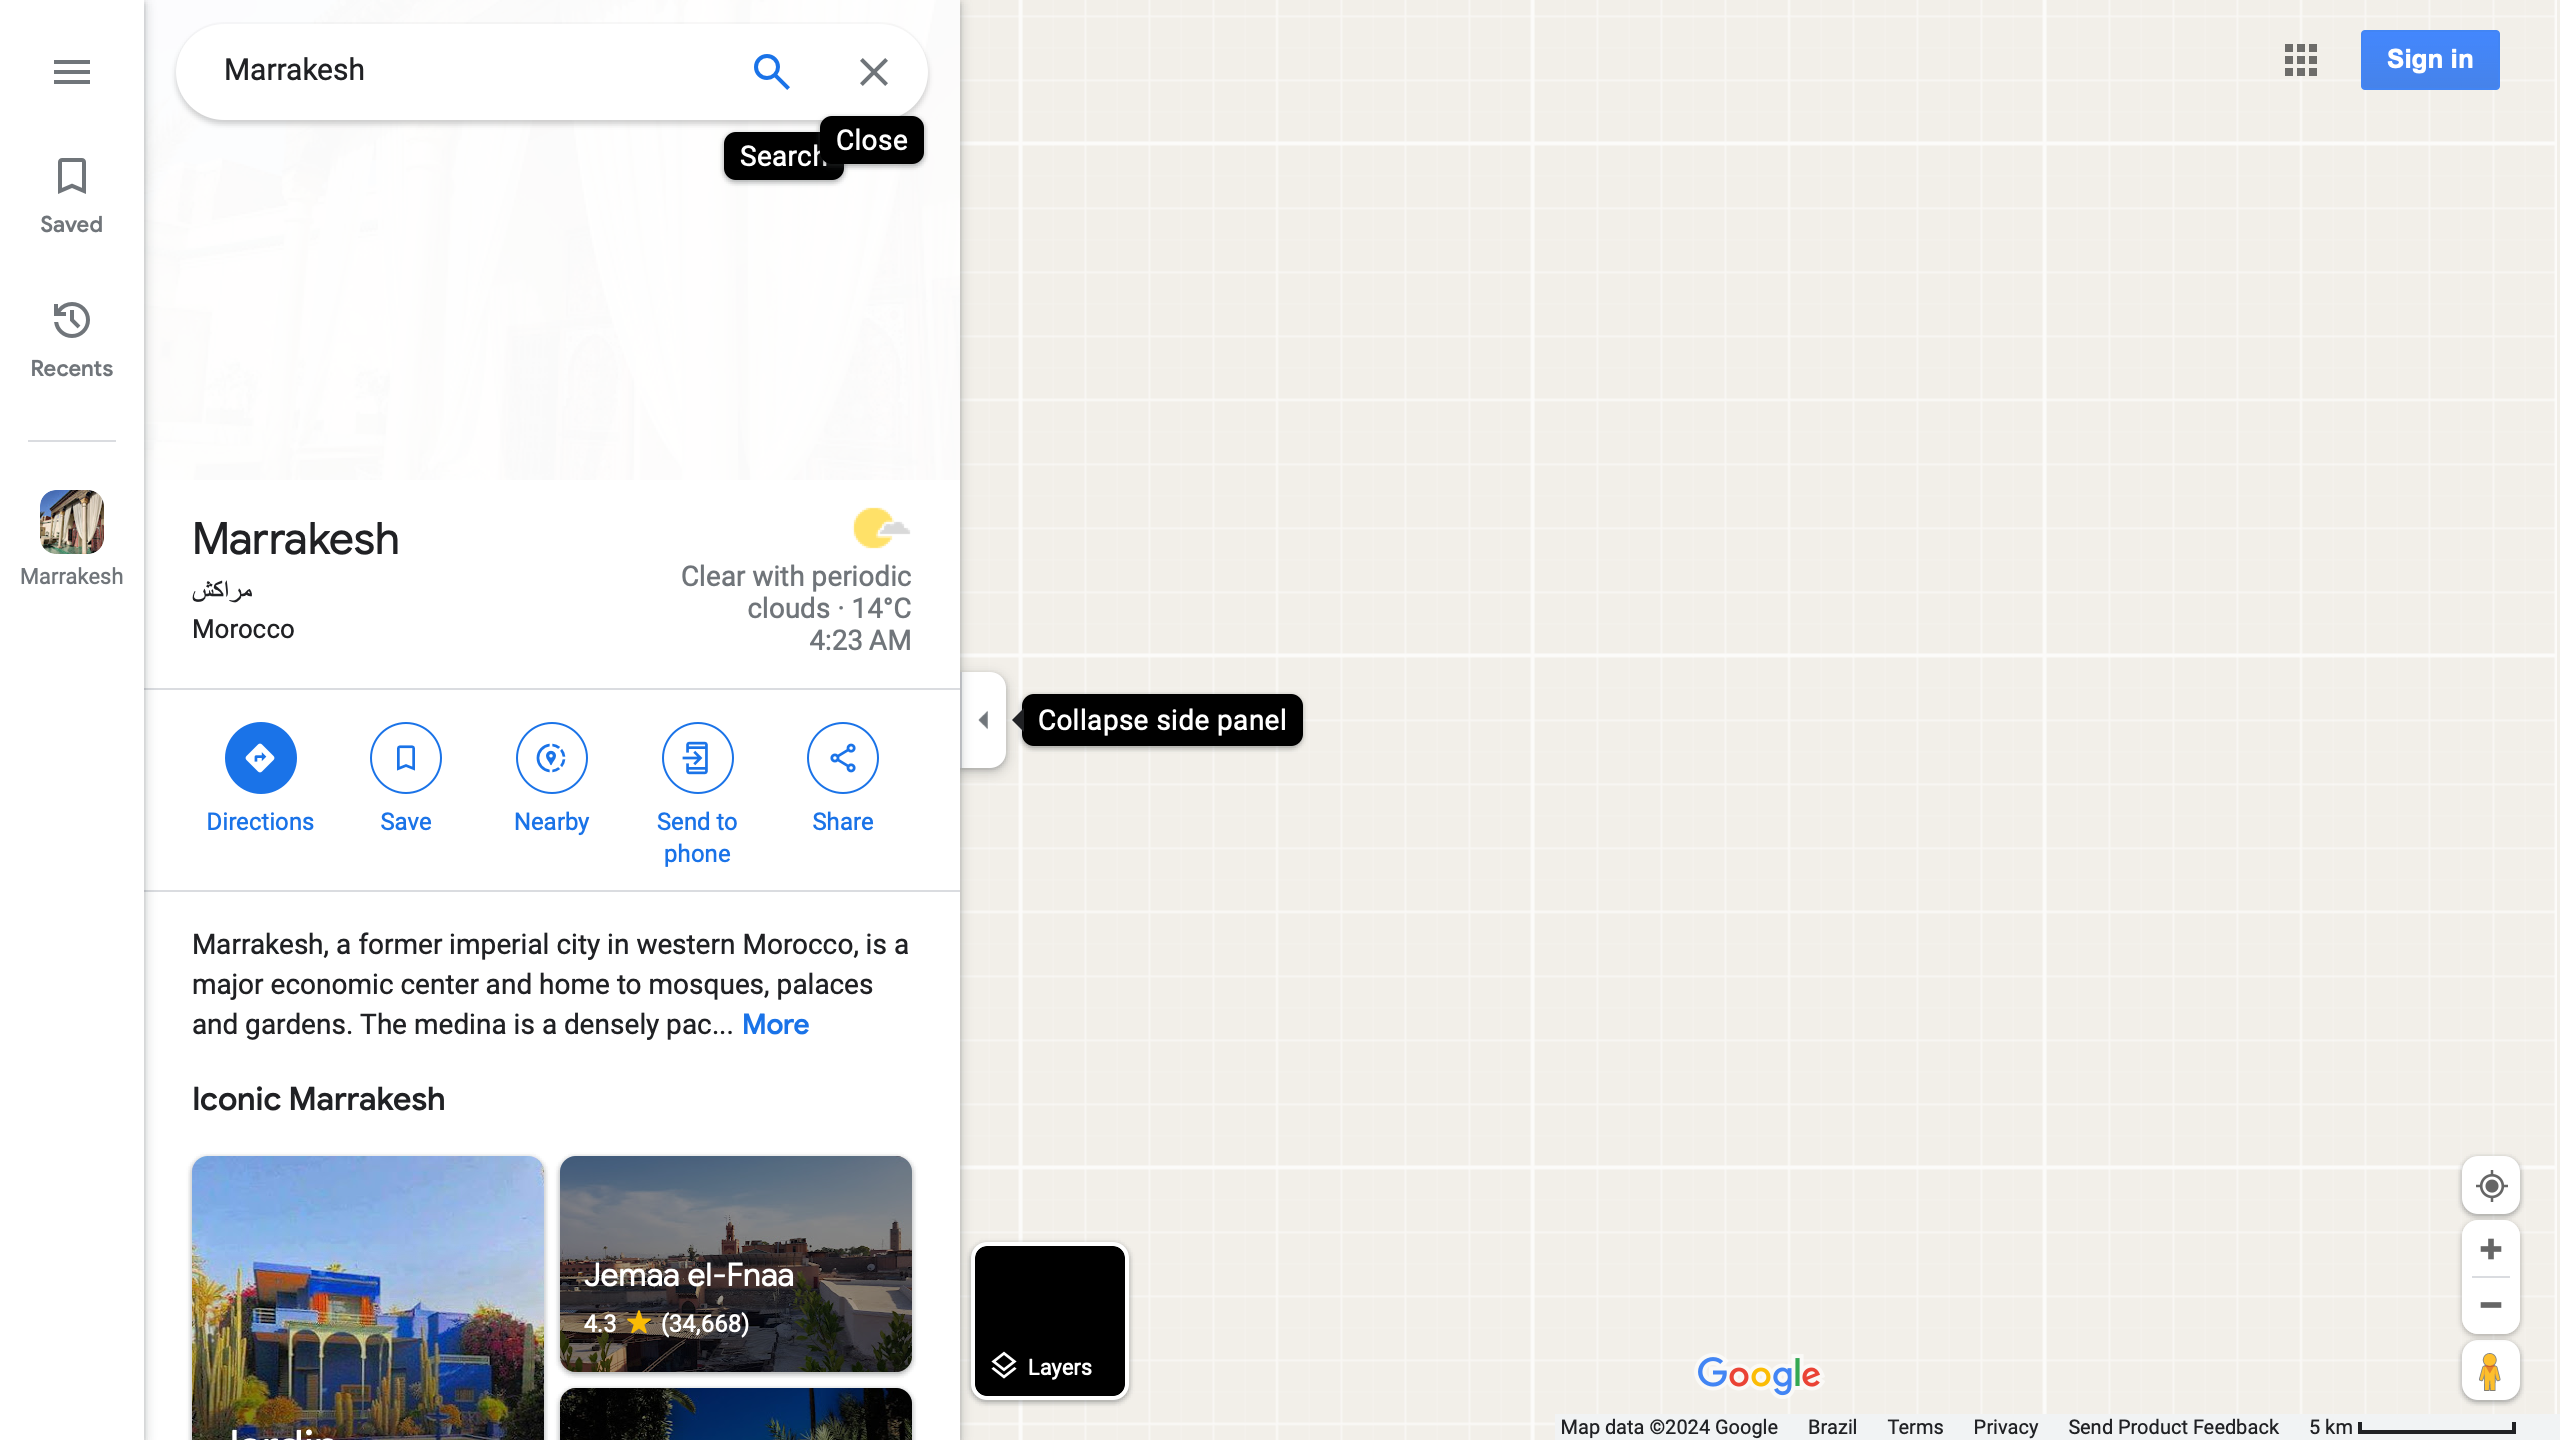 Marrakesh
Sign in
Search
Close
Saved
Recents
Marrakesh
Marrakesh
مراكش
Morocco
Clear with periodic
clouds · 14°C
4:23 AM
Collapse side panel
Directions
Save
Nearby
Send to
phone
Share
Marrakesh, a former imperial city in western Morocco, is a
major economic center and home to mosques, palaces
and gardens. The medina is a densely pac... More
Iconic Marrakesh
Jemaa el-Fnaa
4.3 (34,668)
Jardin
Layers
Google
Map data ©2024 Google
Brazil
Terms
Privacy
Send Product Feedback
5 km